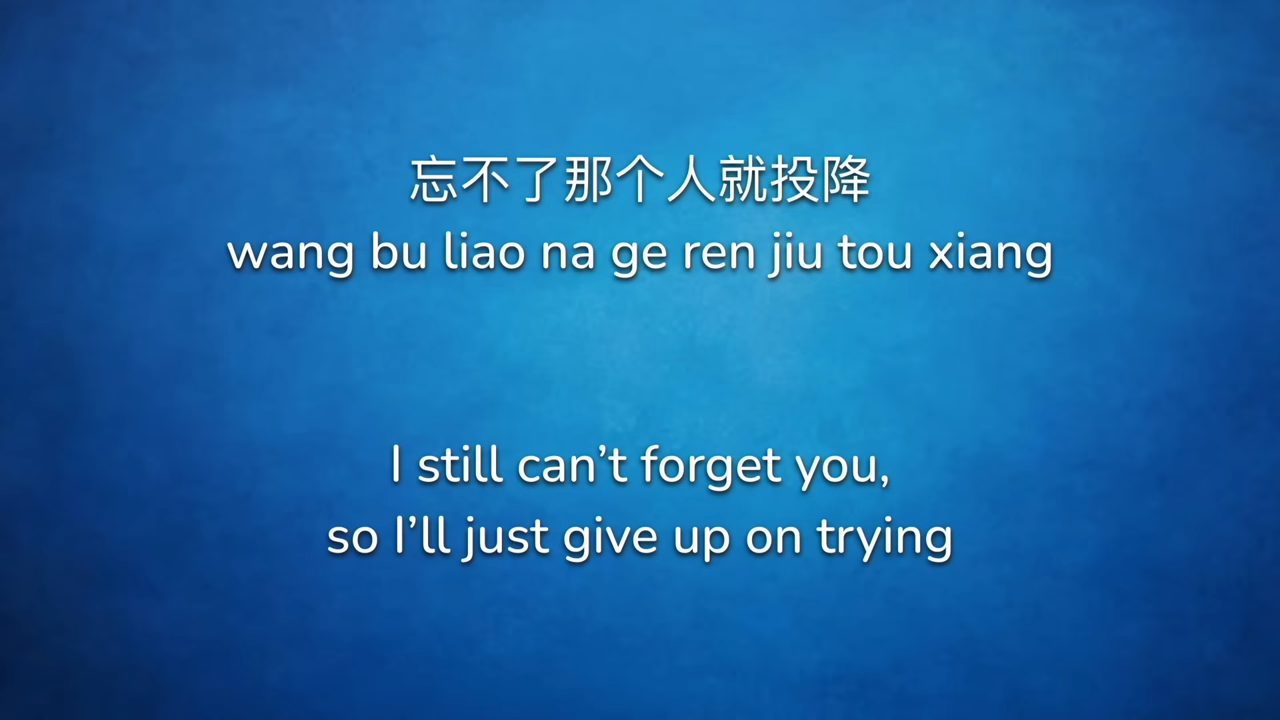 忘不了那个人就投降
wang bu liao na ge ren jiu tou xiang
I still can’t forget you,
so I’ll just give up on trying